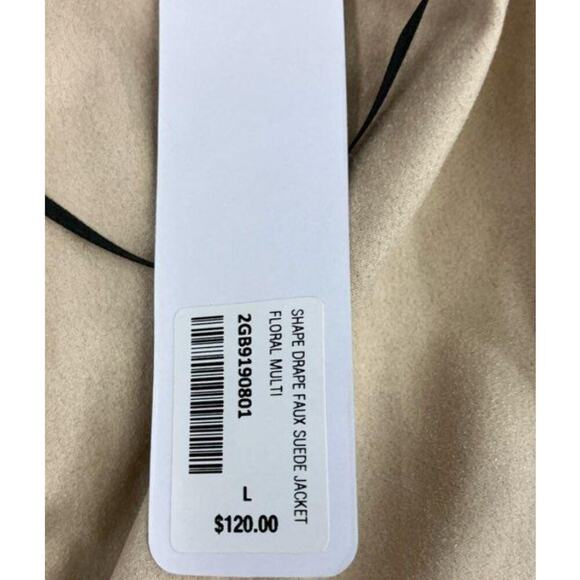 SHAPE DRAPE FAUX SUEDE JACKET
FLORAL MULTI
2GB9190801
L
$120.00